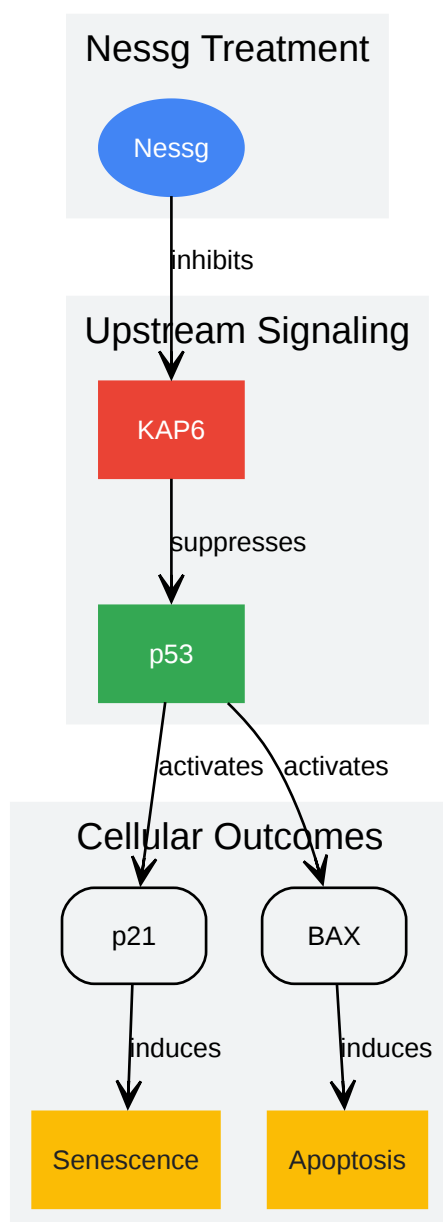 Nessg Treatment
Nessg
inhibits
Upstream Signaling
KAP6
suppresses
p53
activates
activates
Cellular Outcomes
p21
BAX
induces
induces
Senescence
Apoptosis